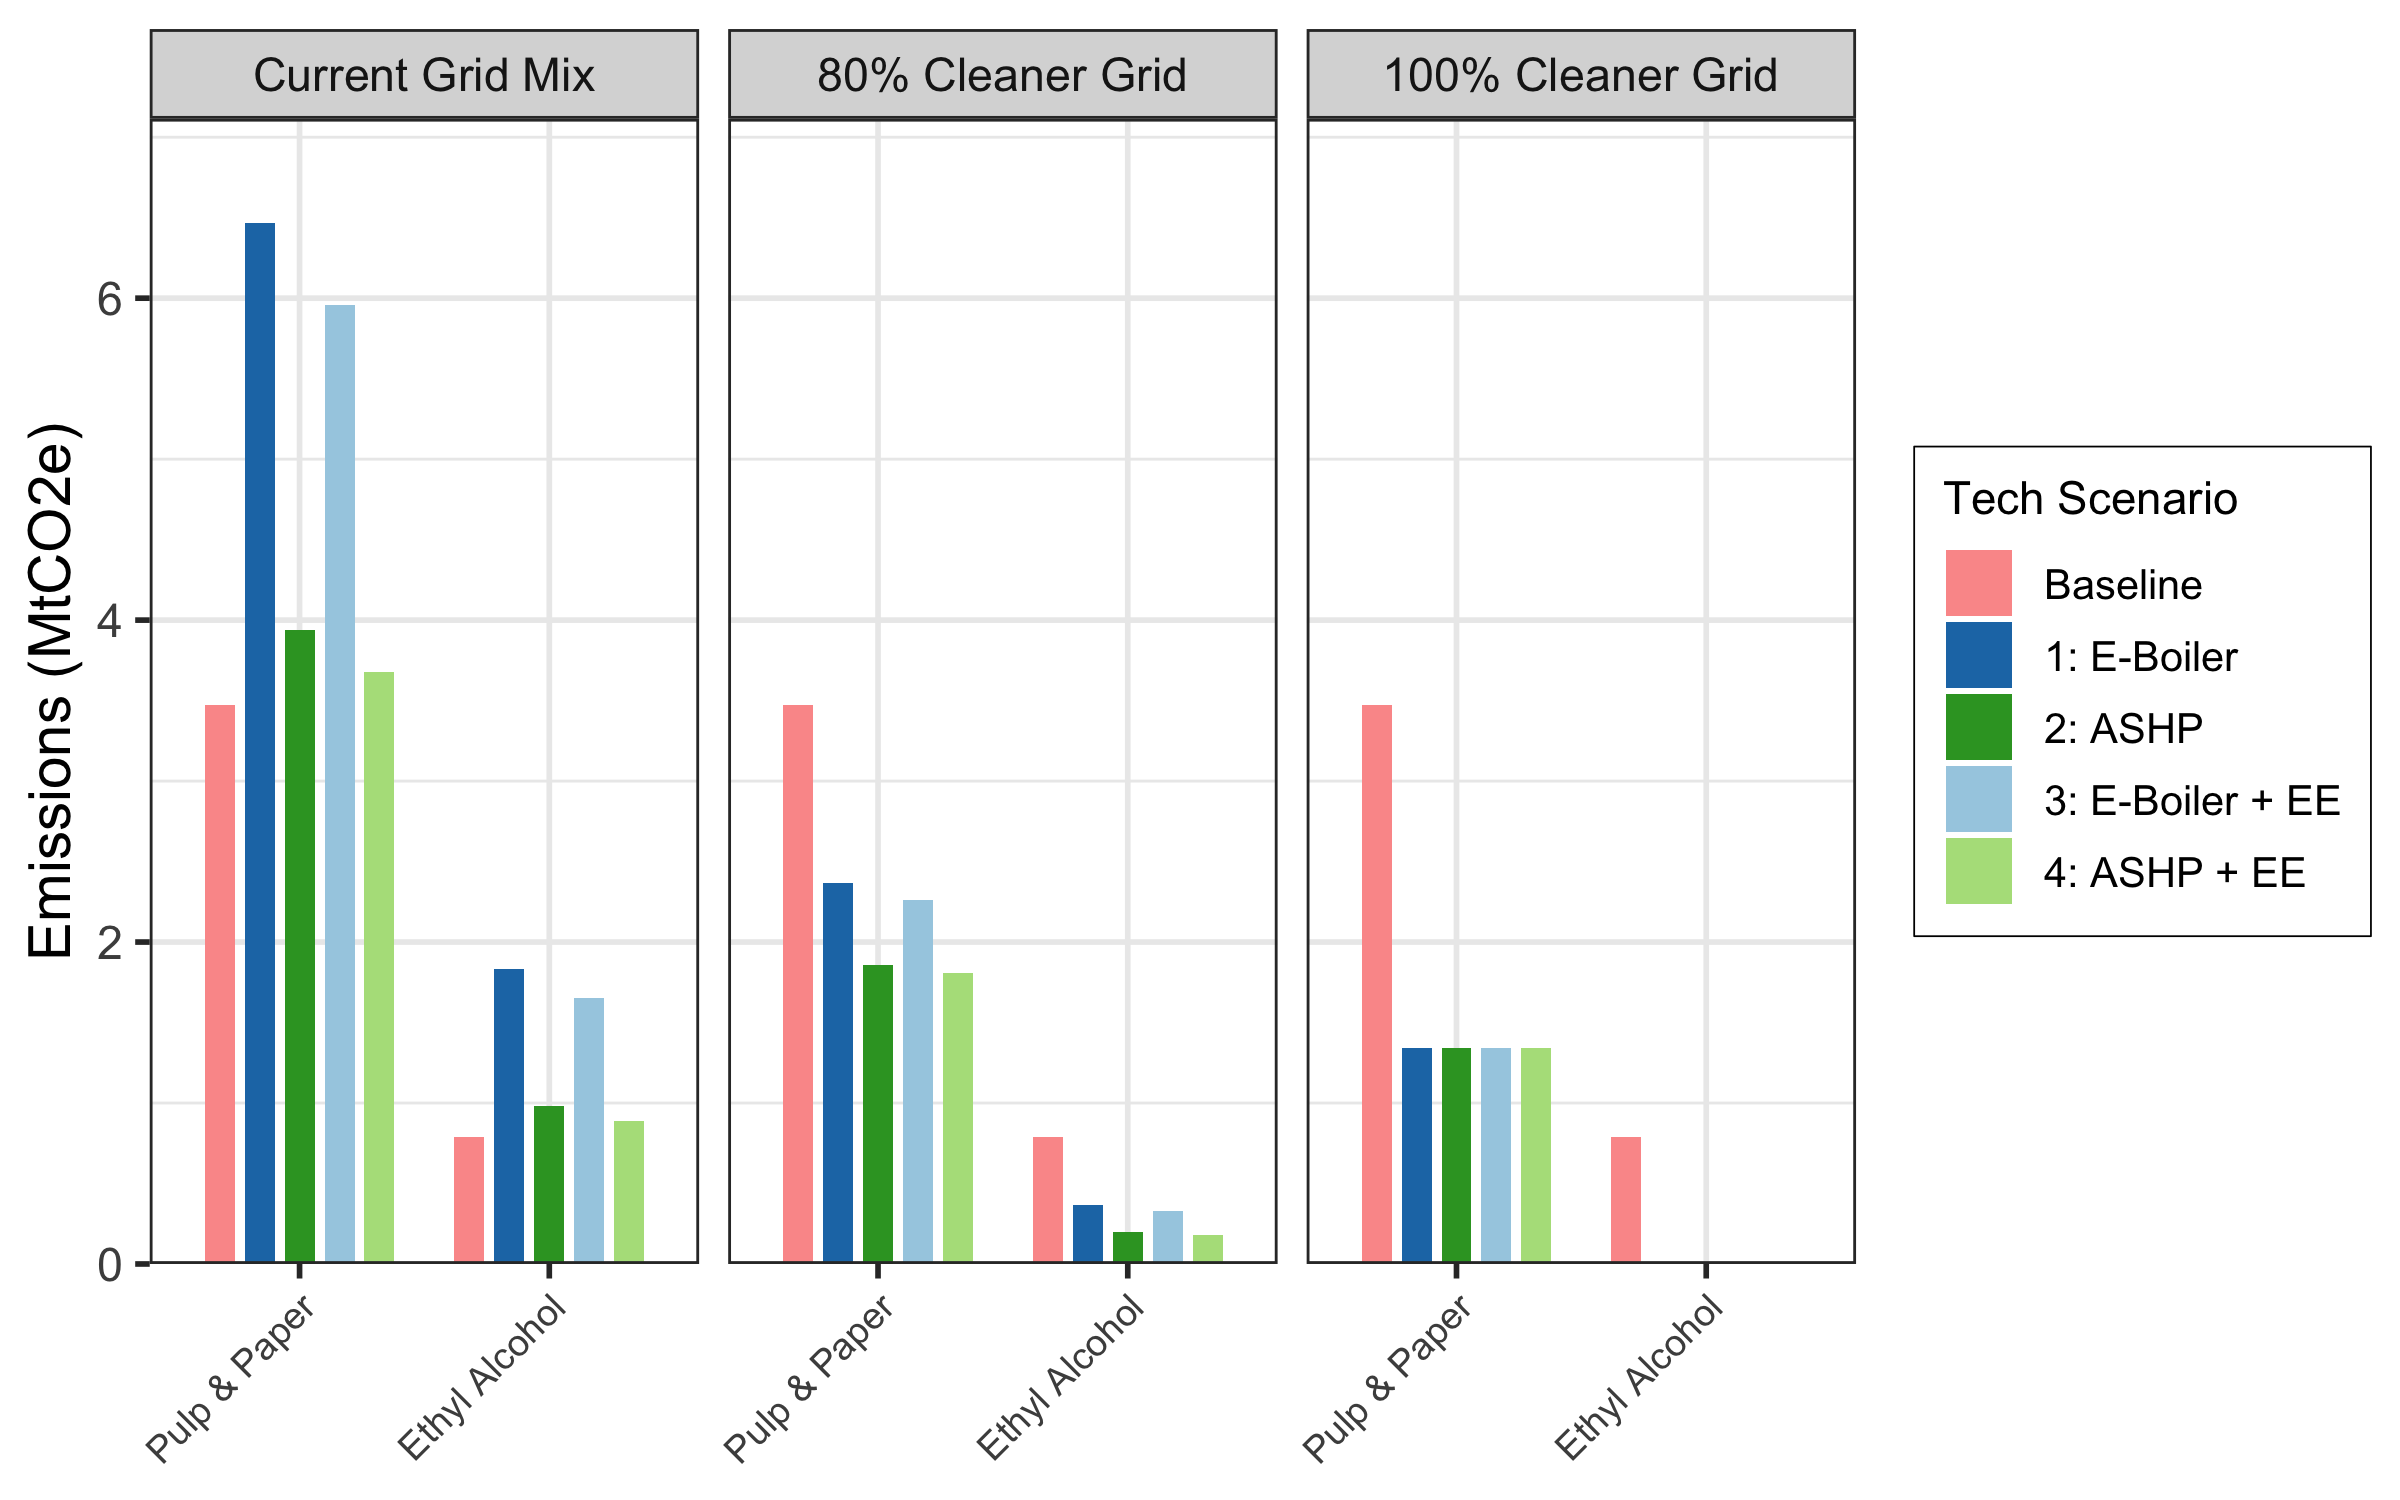 Current Grid Mix
80% Cleaner Grid
100% Cleaner Grid
Emissions (MtCO2e)
6
4
2
0
Pulp & Paper
Ethyl Alcohol
Pulp & Paper
Ethyl Alcohol
Pulp & Paper
Ethyl Alcohol
Tech Scenario
Baseline
1: E-Boiler
2: ASHP
3: E-Boiler + EE
4: ASHP + EE